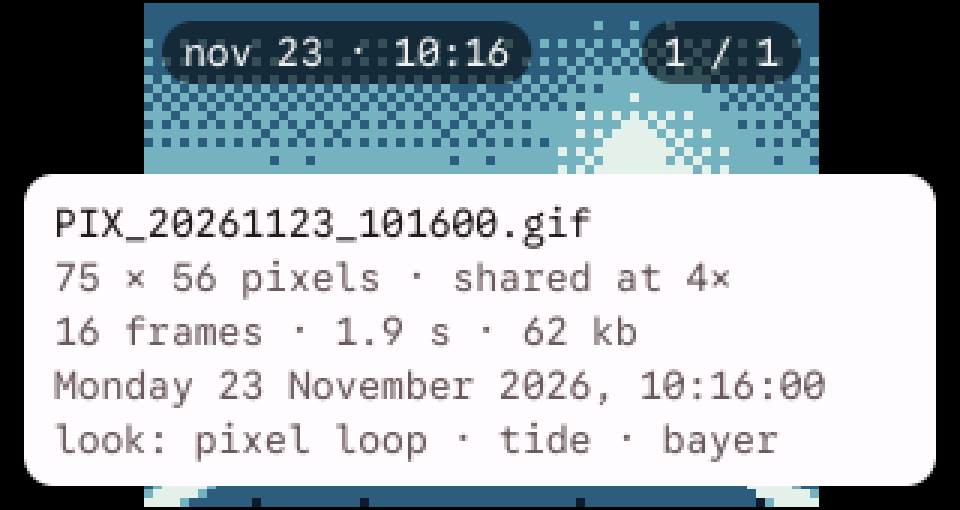 nov 23 · 10:16
1 / 1
PIX_20261123_101600.gif
75 × 56 pixels · shared at 4×
16 frames · 1.9 s · 62 kb
Monday 23 November 2026, 10:16:00
look: pixel loop · tide · bayer